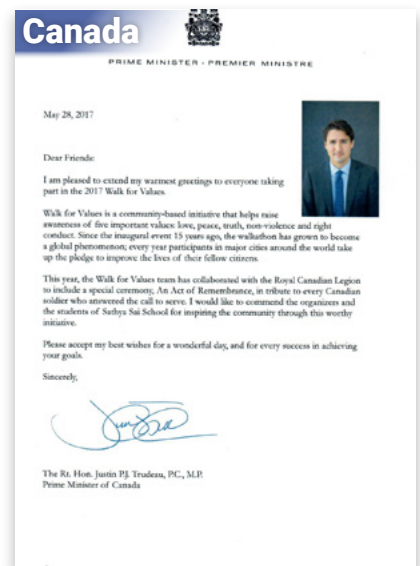 Canada
PRIME MINISTER - PREMIER MINISTRE
May 28, 2017
Dear Friends:
I am pleased to extend my warmest greetings to everyone taking
part in the 2017 Walk for Values.
Walk for Values is a community-based initiative that helps raise
awareness of five important values: love, peace, truth, non-violence and right
conduct. Since the inaugural event 15 years ago, the walkathon has grown to become
a global phenomenon; every year participants in major cities around the world take
up the pledge to improve the lives of their fellow citizens.
This year, the Walk for Values team has collaborated with the Royal Canadian Legion
to include a special ceremony, An Act of Remembrance, in tribute to every Canadian
soldier who answered the call to serve. I would like to commend the organizers and
the students of Sathya Sai School for inspiring the community through this worthy
initiative.
Please accept my best wishes for a wonderful day, and for every success in achieving
your goals.
Sincerely,
The Rt. Hon. Justin P.J. Trudeau, P.C., M.P.
Prime Minister of Canada